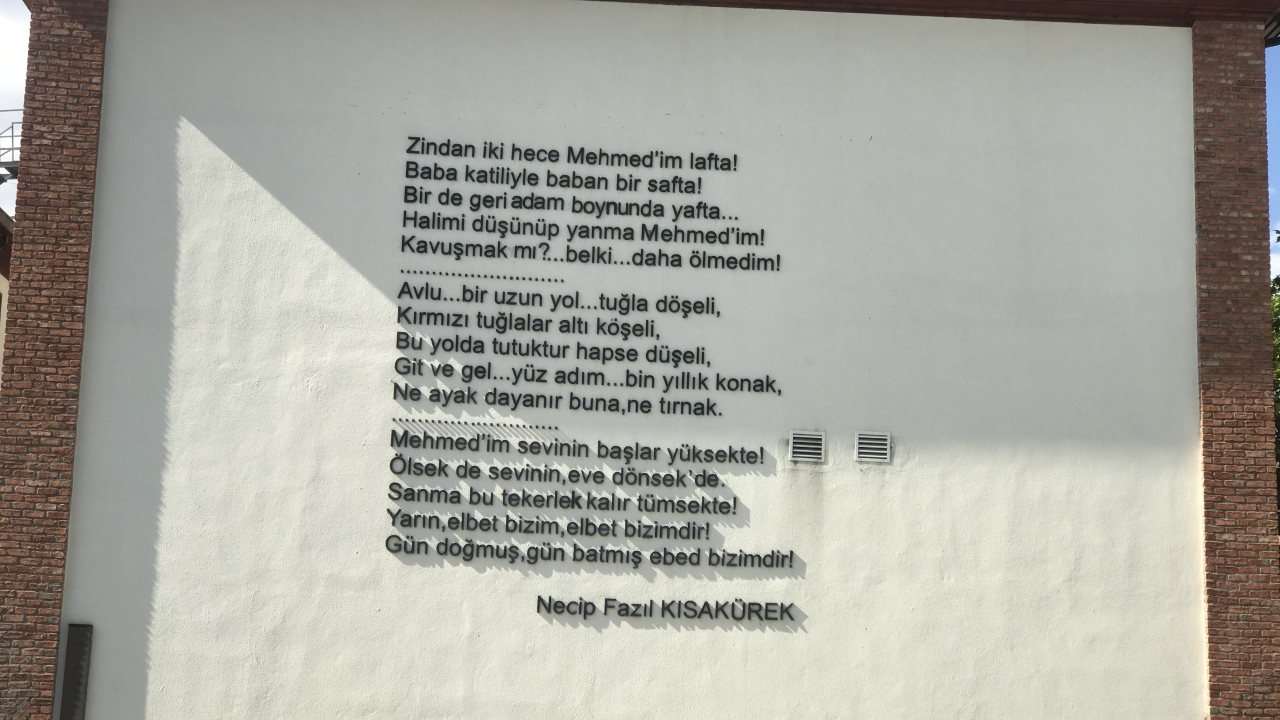 Zindan iki hece Mehmed'im lafta!
Baba katiliyle baban bir safta!
Bir de geri adam boynunda yafta...
Halimi düşünüp yanma Mehmed'im!
Kavuşmak mı?...belki...daha ölmedim!
..........................
Avlu...bir uzun yol...tuğla döşeli,
Kırmızı tuğlalar altı köşeli,
Bu yolda tutuktur hapse düşeli,
Git ve gel...yüz adım...bin yıllık konak,
Ne ayak dayanır buna,ne tırnak.
..........................
Mehmed'im sevinin başlar yüksekte!
Ölsek de sevinin,eve dönsek'de.
Sanma bu tekerlek kalır tümsekte!
Yarın,elbet bizim,elbet bizimdir!
Gün doğmuş,gün batmış ebed bizimdir!
Necip Fazıl KISAKÜREK